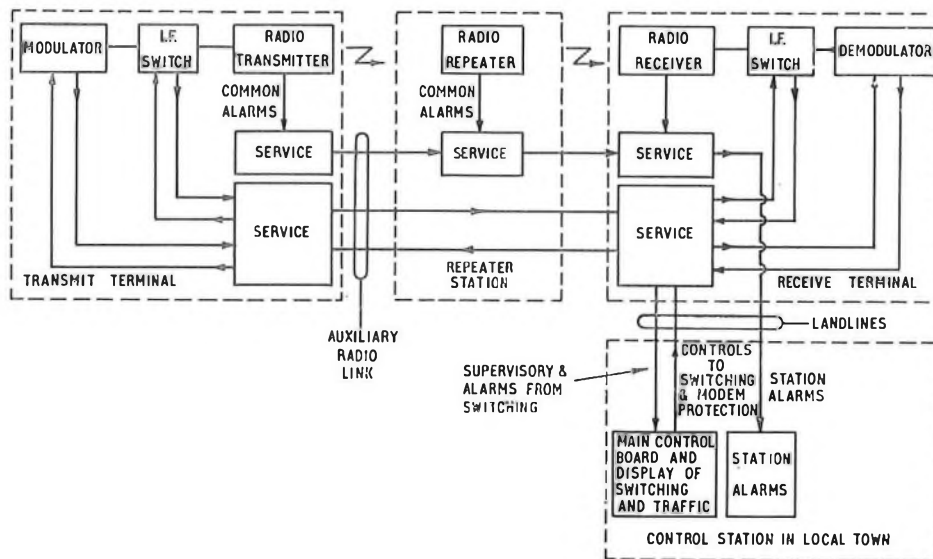 MODULATOR
I.F.
SWITCH
RADIO
TRANSMITTER
RADIO
REPEATER
RADIO
RECEIVER
I.F.
SWITCH
DEMODULATOR
COMMON
ALARMS
COMMON
ALARMS
SERVICE
SERVICE
SERVICE
SERVICE
SERVICE
TRANSMIT TERMINAL
REPEATER
STATION
RECEIVE TERMINAL
AUXILIARY
RADIO
LINK
LANDLINES
SUPERVISORY &
ALARMS FROM
SWITCHING
CONTROLS
TO
SWITCHING
& MODEM
PROTECTION
STATION
ALARMS
MAIN CONTROL
BOARD AND
DISPLAY OF
SWITCHING
AND TRAFFIC
STATION
ALARMS
CONTROL STATION IN LOCAL TOWN